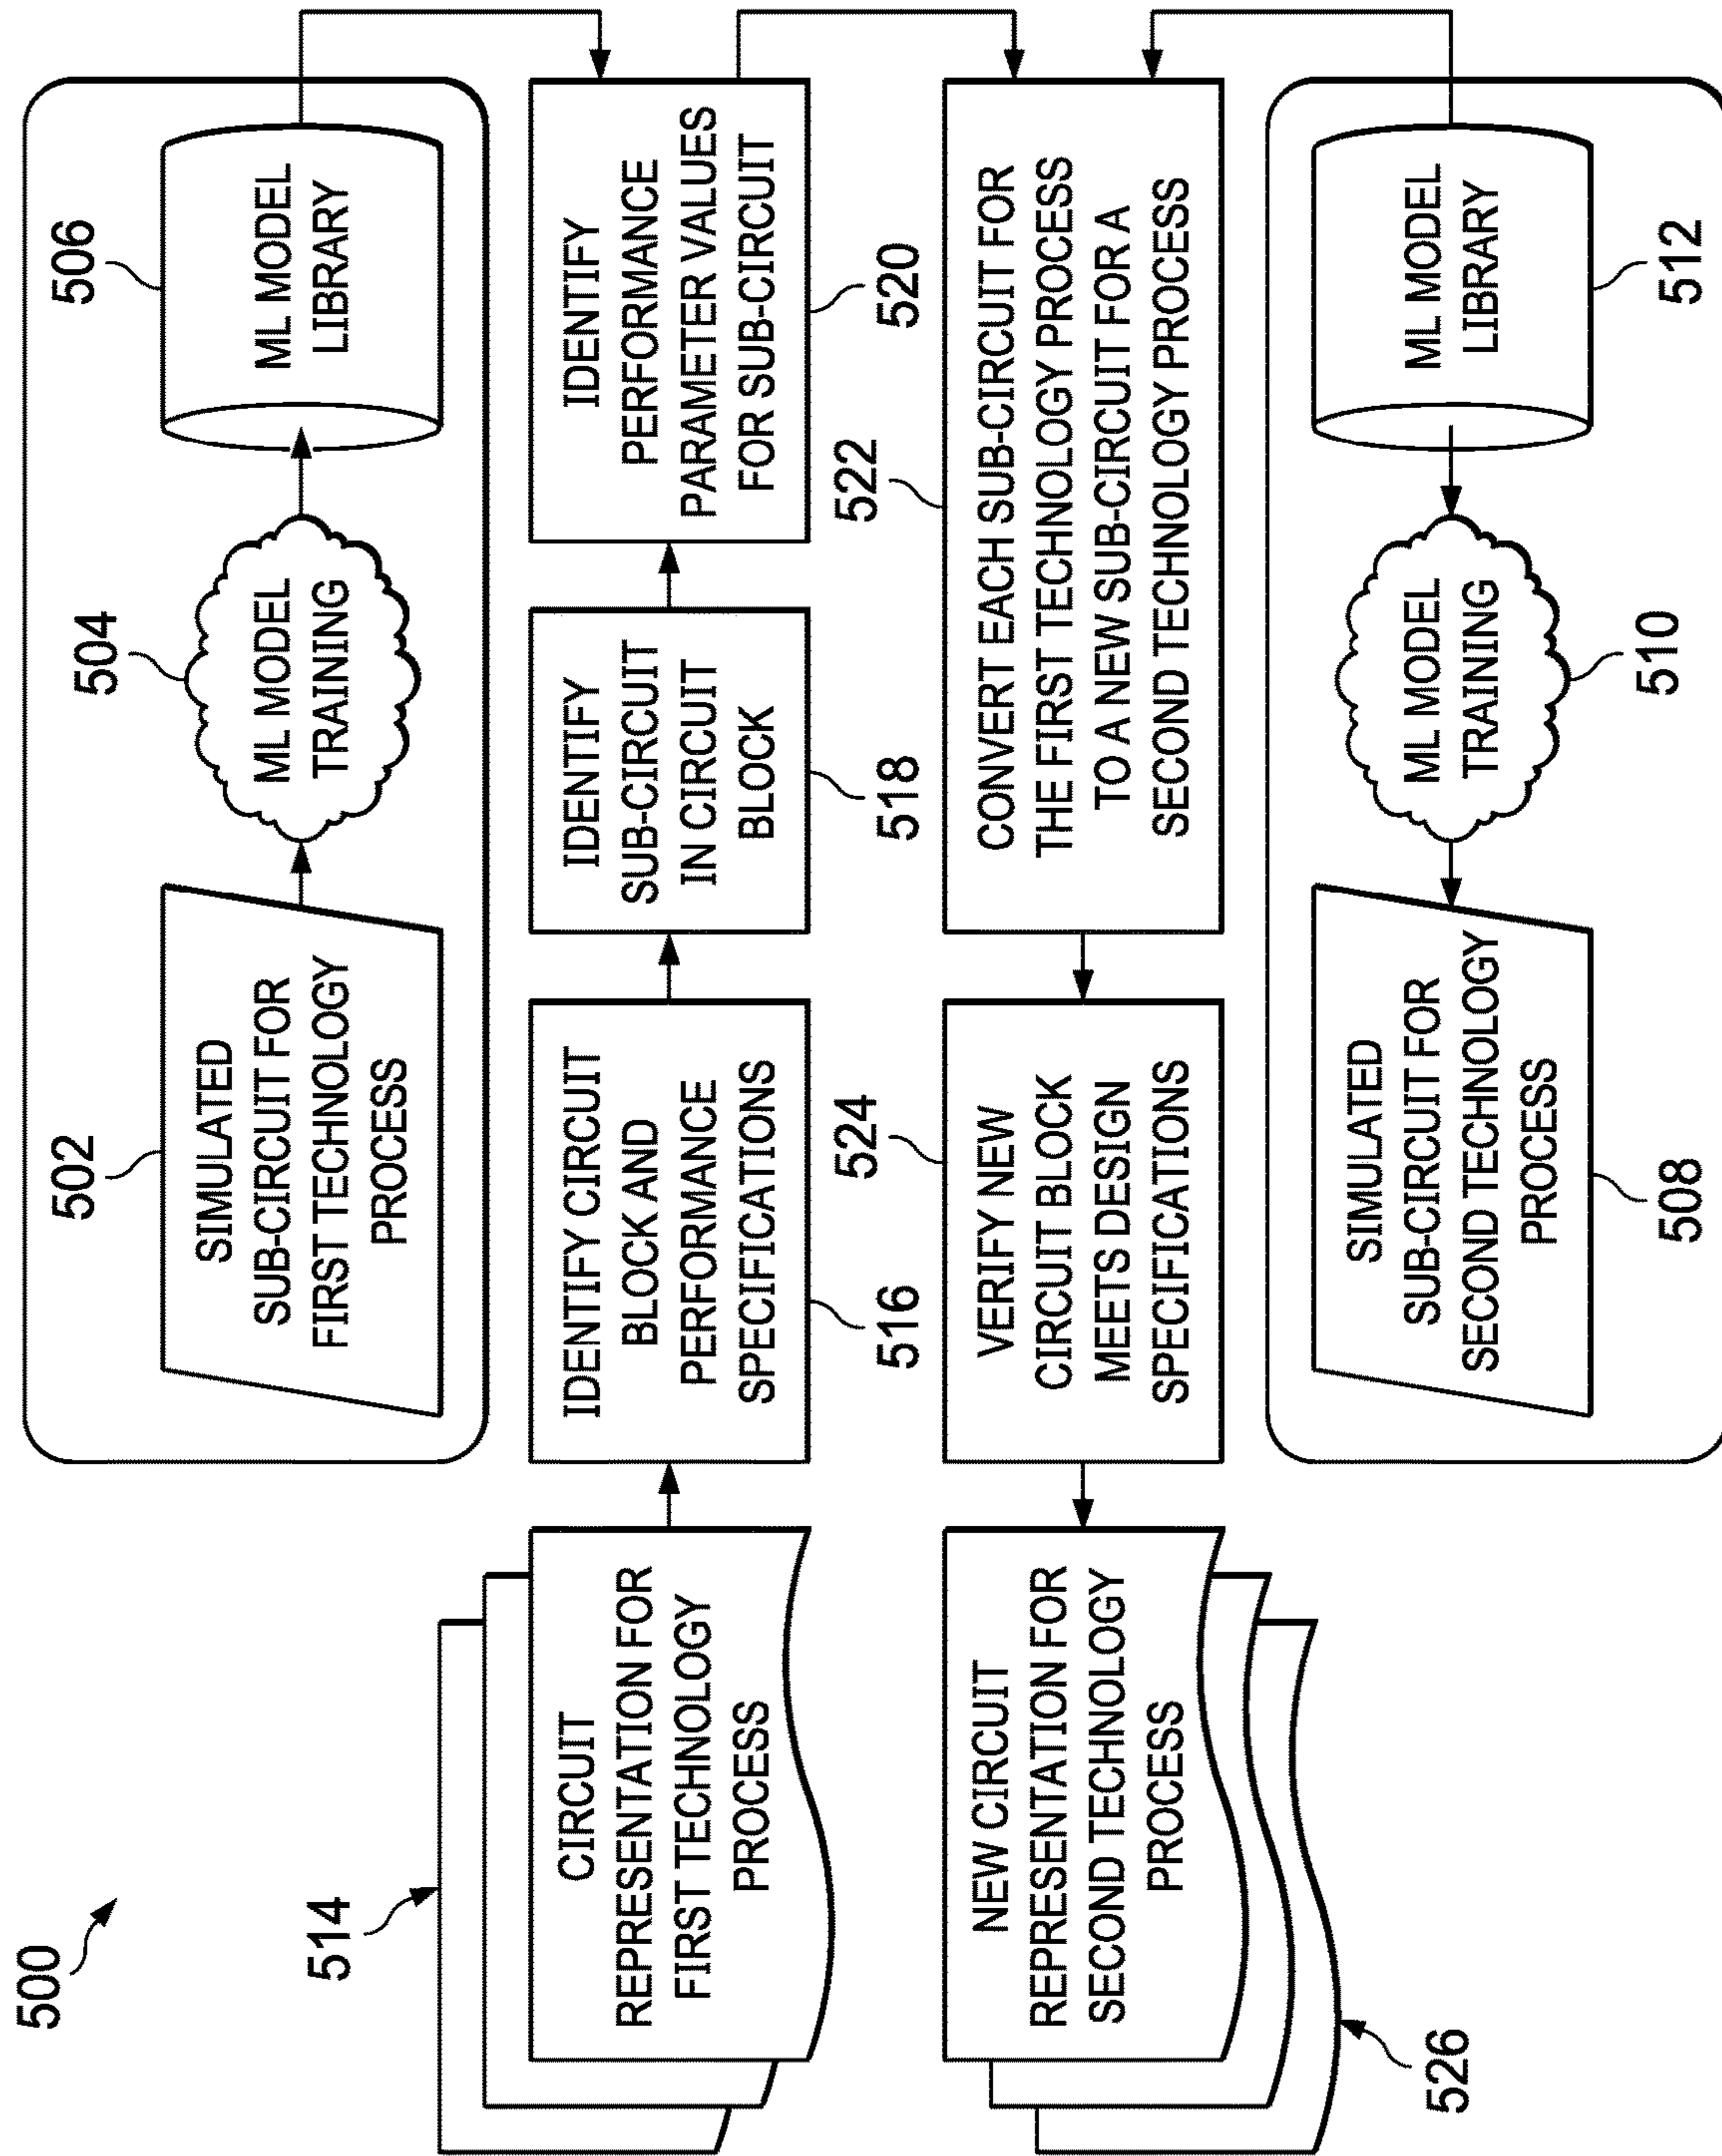 500
502
SIMULATED
SUB-CIRCUIT FOR
FIRST TECHNOLOGY
PROCESS
504
ML MODEL
TRAINING
506
ML MODEL
LIBRARY
514
CIRCUIT
REPRESENTATION FOR
FIRST TECHNOLOGY
PROCESS
IDENTIFY CIRCUIT
BLOCK AND
PERFORMANCE
SPECIFICATIONS
516
IDENTIFY
SUB-CIRCUIT
IN CIRCUIT
BLOCK
518
IDENTIFY
PERFORMANCE
PARAMETER VALUES
FOR SUB-CIRCUIT
520
NEW CIRCUIT
REPRESENTATION FOR
SECOND TECHNOLOGY
PROCESS
526
524
VERIFY NEW
CIRCUIT BLOCK
MEETS DESIGN
SPECIFICATIONS
522
CONVERT EACH SUB-CIRCUIT FOR
THE FIRST TECHNOLOGY PROCESS
TO A NEW SUB-CIRCUIT FOR A
SECOND TECHNOLOGY PROCESS
SIMULATED
SUB-CIRCUIT FOR
SECOND TECHNOLOGY
PROCESS
508
ML MODEL
TRAINING
510
ML MODEL
LIBRARY
512